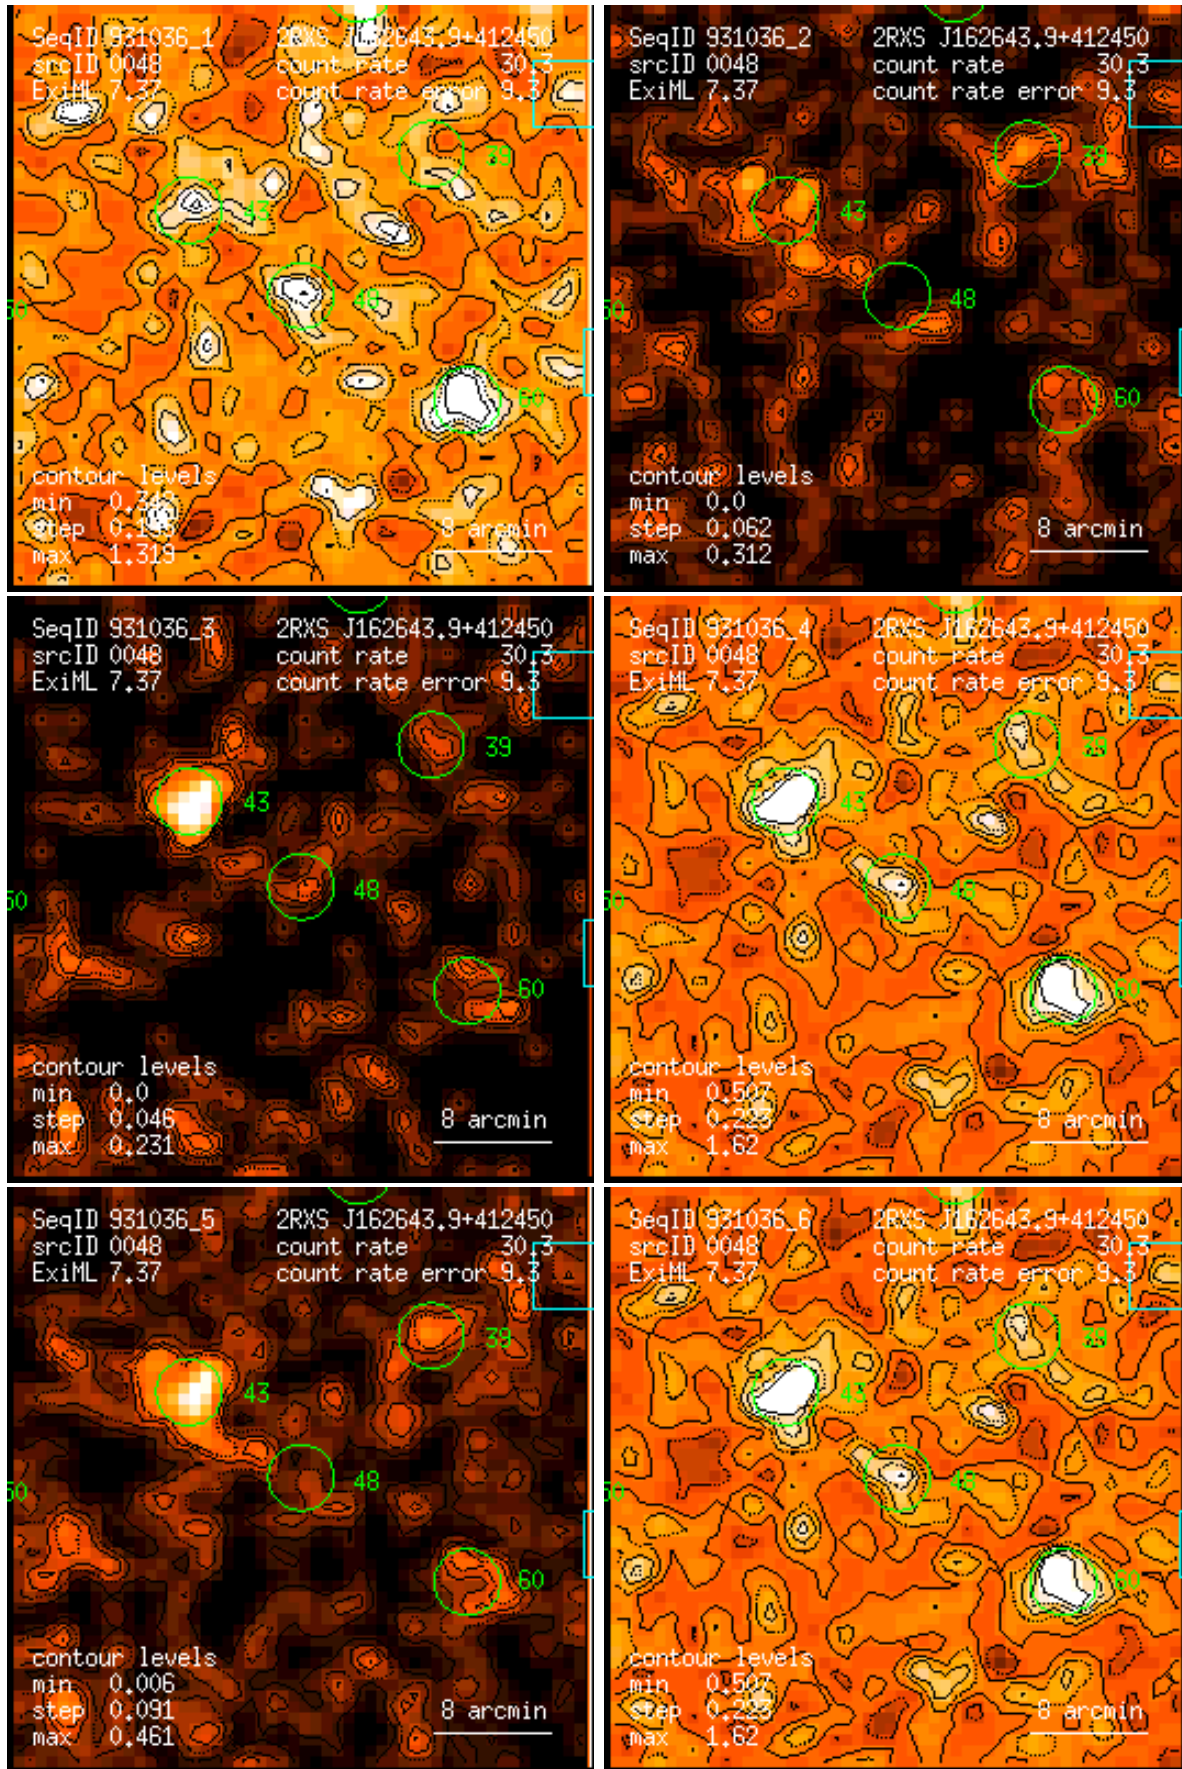 SeqID 931036_1 2RXS J162643.9+412450
srcID 0048 count rate 30.3
ExiML 7.37 count rate error 9.3
39
43
48
50
60
contour levels
min 0.349
step
max 1.319
8 arcmin
SeqID 931036_2 2RXS J162643.9+412450
srcID 0048 count rate 30.3
ExiML 7.37 count rate error 9.3
39
43
48
50
60
contour levels
min 0.0
step 0.062
max 0.312
8 arcmin
SeqID 931036_3 2RXS J162643.9+412450
srcID 0048 count rate 30.3
ExiML 7.37 count rate error 9.3
39
43
48
50
60
contour levels
min 0.0
step 0.046
max 0.231
8 arcmin
SeqID 931036_4 2RXS J162643.9+412450
srcID 0048 count rate 30.3
ExiML 7.37 count rate error 9.3
39
43
48
50
60
contour levels
min 0.507
step 0.223
max 1.62
8 arcmin
SeqID 931036_5 2RXS J162643.9+412450
srcID 0048 count rate 30.3
ExiML 7.37 count rate error 9.3
39
43
48
50
60
contour levels
min 0.006
step 0.091
max 0.461
8 arcmin
SeqID 931036_6 2RXS J162643.9+412450
srcID 0048 count rate 30.3
ExiML 7.37 count rate error 9.3
39
43
48
50
60
contour levels
min 0.507
step 0.223
max 1.62
8 arcmin